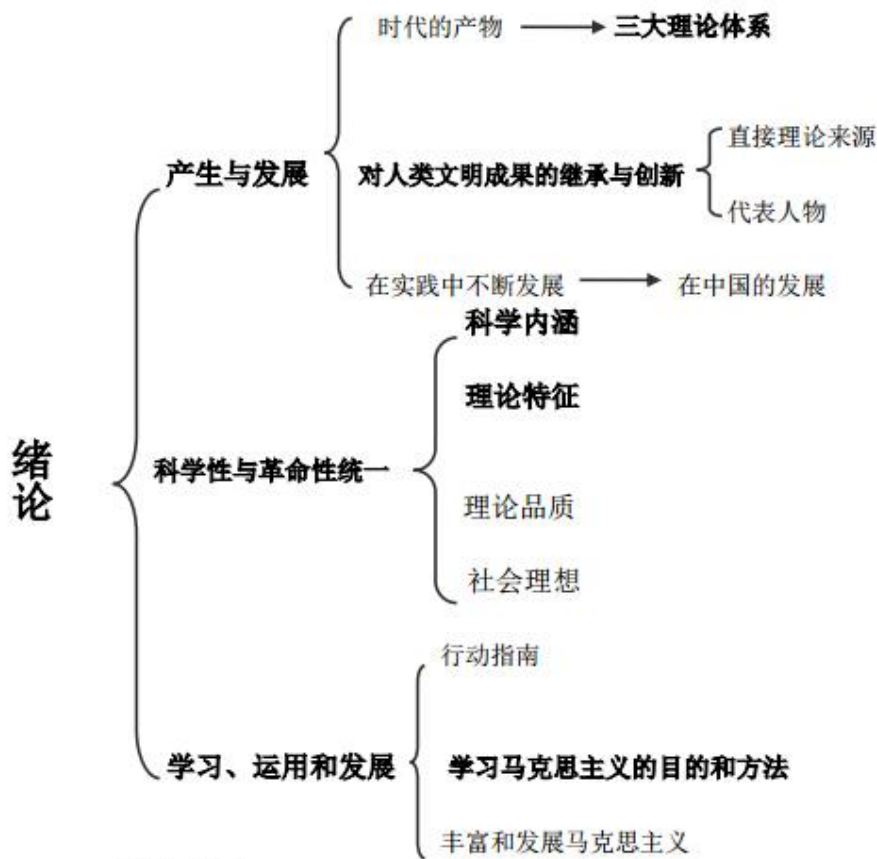 时代的产物 三大理论体系
直接理论来源
产生与发展 对人类文明成果的继承与创新
代表人物
在实践中不断发展 在中国的发展
科学内涵
理论特征
绪论
科学性与革命性统一
理论品质
社会理想
行动指南
学习、运用和发展 学习马克思主义的目的和方法
丰富和发展马克思主义